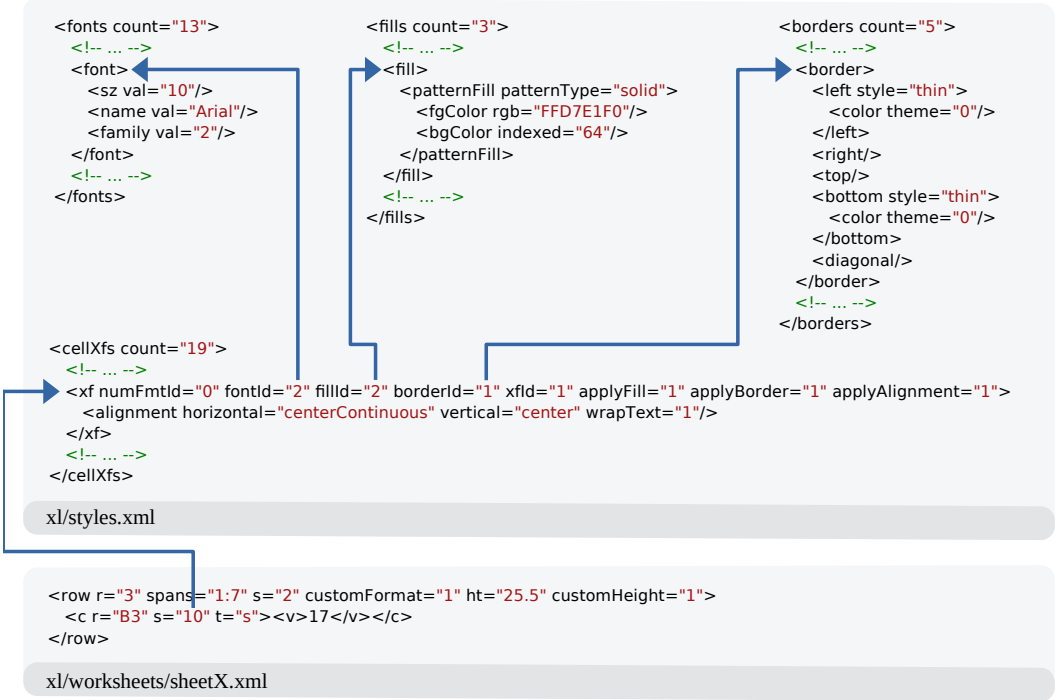 <fonts count="13">
<!-- ... -->
<font>
<sz val="10"/>
<name val="Arial"/>
<family val="2"/>
</font>
<!-- ... -->
</fonts>
<fills count="3">
<!-- ... -->
<fill>
<patternFill patternType="solid">
<fgColor rgb="FFD7E1F0"/>
<bgColor indexed="64"/>
</patternFill>
</fill>
<!-- ... -->
</fills>
<borders count="5">
<!-- ... -->
<border>
<left style="thin">
<color theme="0"/>
</left>
<right/>
<top/>
<bottom style="thin">
<color theme="0"/>
</bottom>
<diagonal/>
</border>
<!-- ... -->
</borders>
<cellXfs count="19">
<!-- ... -->
<xf numFmtId="0" fontId="2" fillId="2" borderId="1" xfId="1" applyFill="1" applyBorder="1" applyAlignment="1">
<alignment horizontal="centerContinuous" vertical="center" wrapText="1"/>
</xf>
<!-- ... -->
</cellXfs>
xl/styles.xml
<row r="3" spans="1:7" s="2" customFormat="1" ht="25.5" customHeight="1">
<c r="B3" s="10" t="s"><v>17</v></c>
</row>
xl/worksheets/sheetX.xml